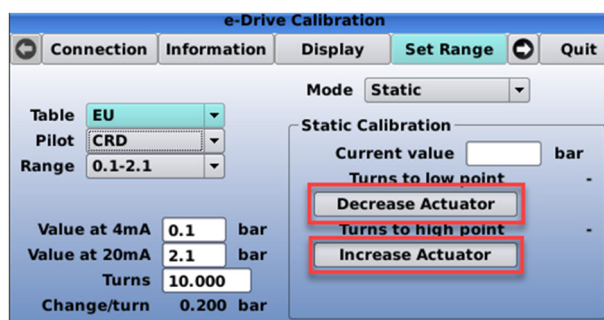 e-Drive Calibration
Connection Information Display Set Range Quit
Mode Static
Table EU
Pilot CRD
Range 0.1-2.1
Static Calibration
Current value bar
Turns to low point -
Decrease Actuator
Turns to high point -
Increase Actuator
Value at 4mA 0.1 bar
Value at 20mA 2.1 bar
Turns 10.000
Change/turn 0.200 bar